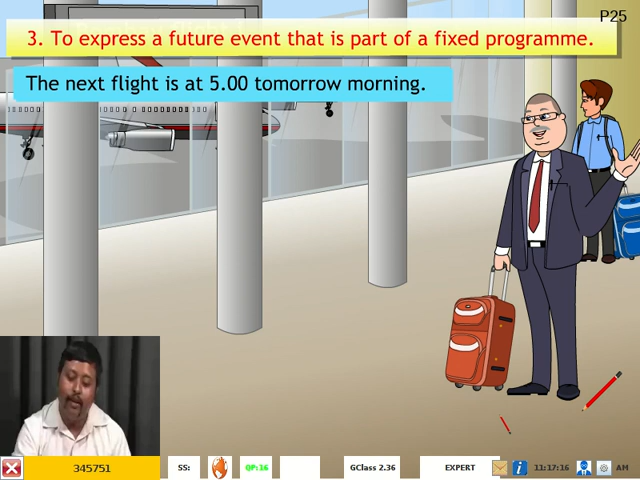 P25
3. To express a future event that is part of a fixed programme.
The next flight is at 5.00 tomorrow morning.
345751
SS:
QP:16
GClass 2.36
EXPERT
11:17:16
AM